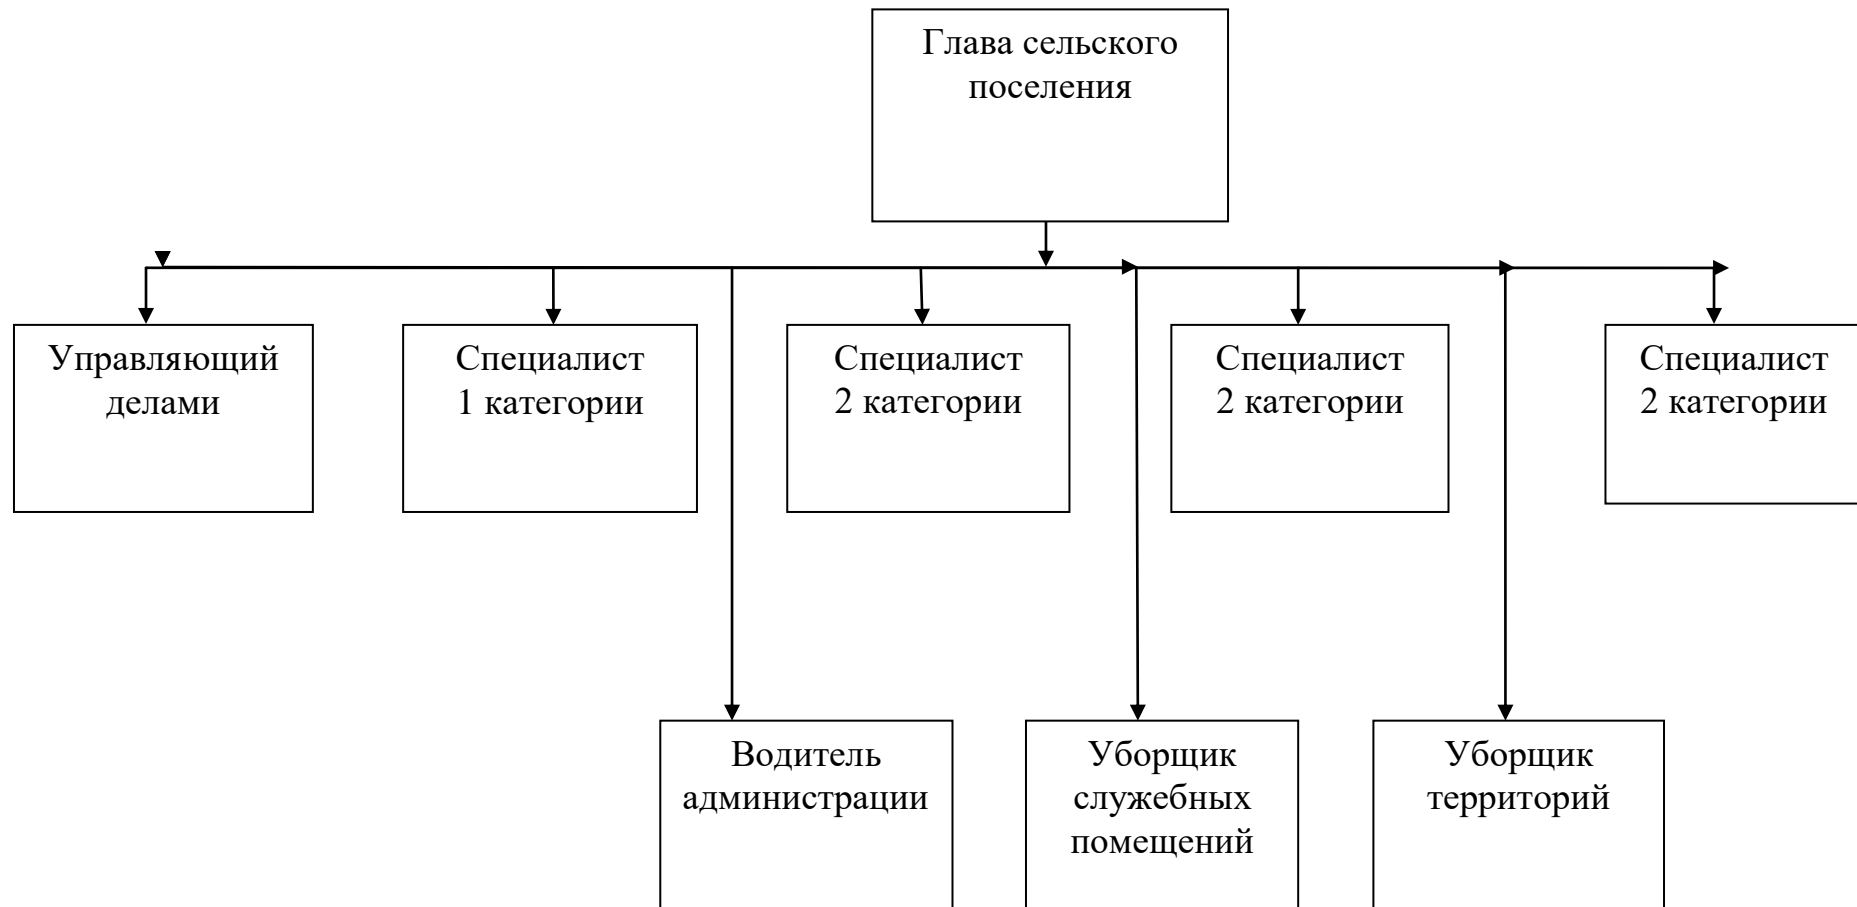 Глава сельского
поселения
Управляющий
делами
Специалист
1 категории
Специалист
2 категории
Специалист
2 категории
Специалист
2 категории
Водитель
администрации
Уборщик
служебных
помещений
Уборщик
территорий